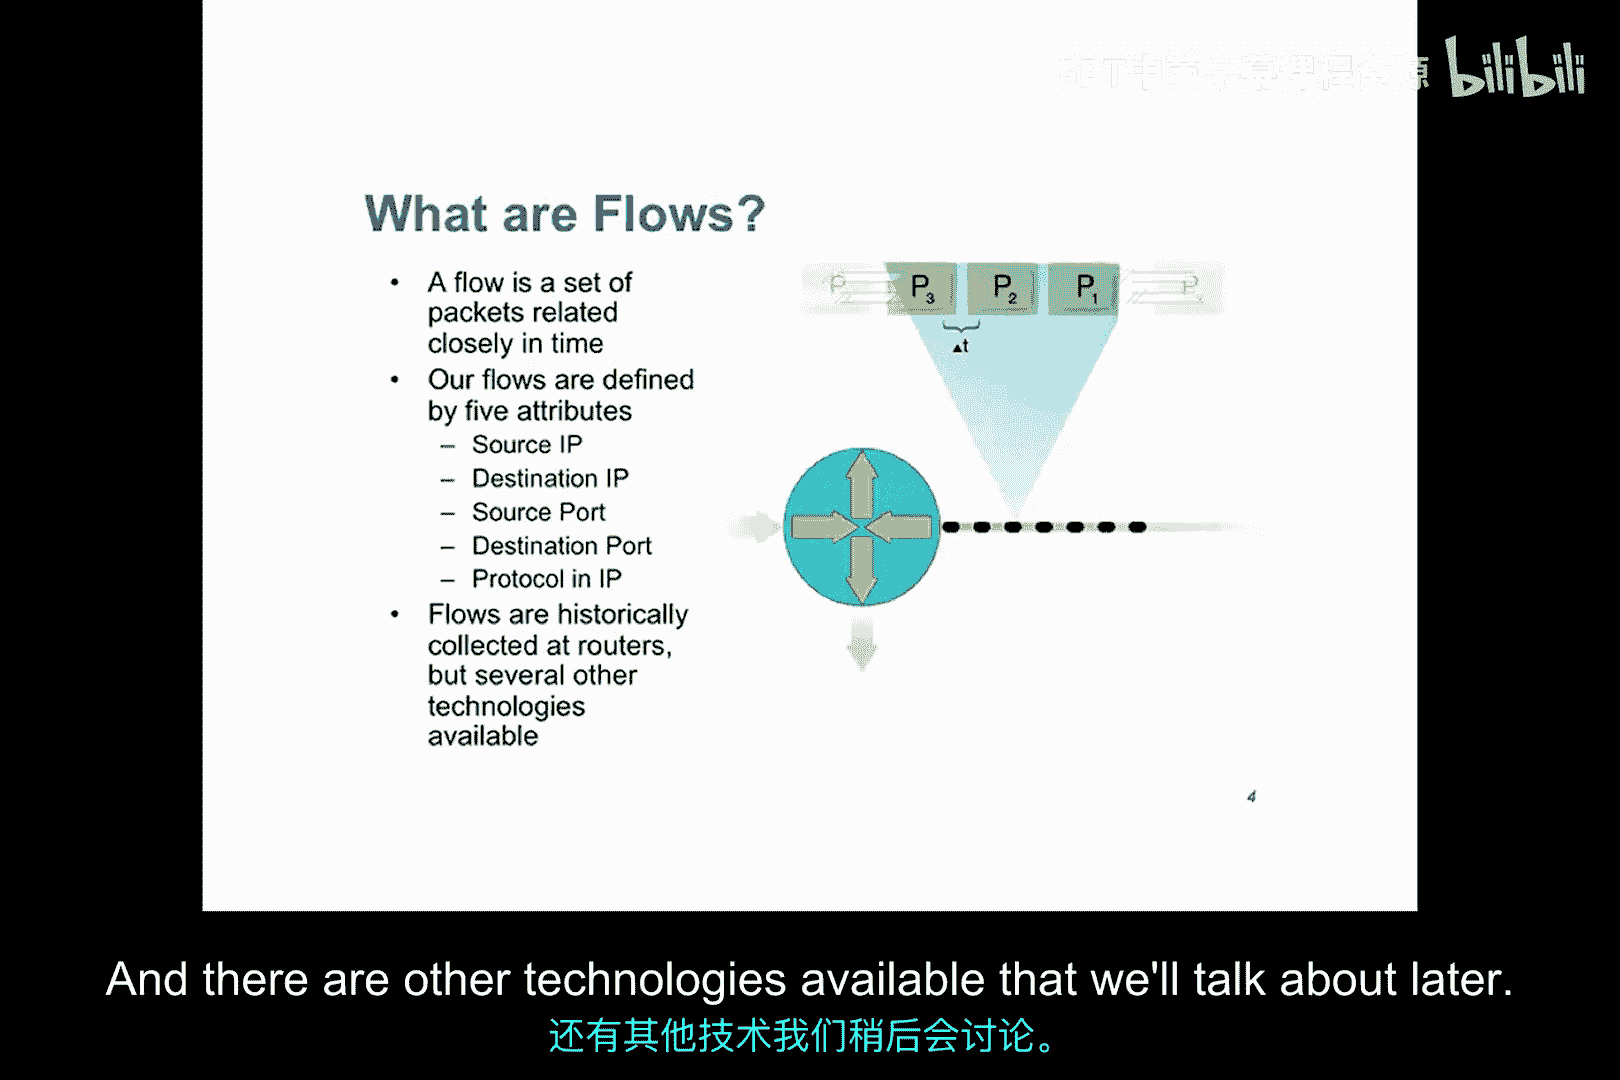 bilibili
What are Flows?
• A flow is a set of
packets related
closely in time
• Our flows are defined
by five attributes
– Source IP
– Destination IP
– Source Port
– Destination Port
– Protocol in IP
• Flows are historically
collected at routers,
but several other
technologies
available
P P3 P2 P1 P
▲t
4
And there are other technologies available that we'll talk about later.
还有其他技术我们稍后会讨论。